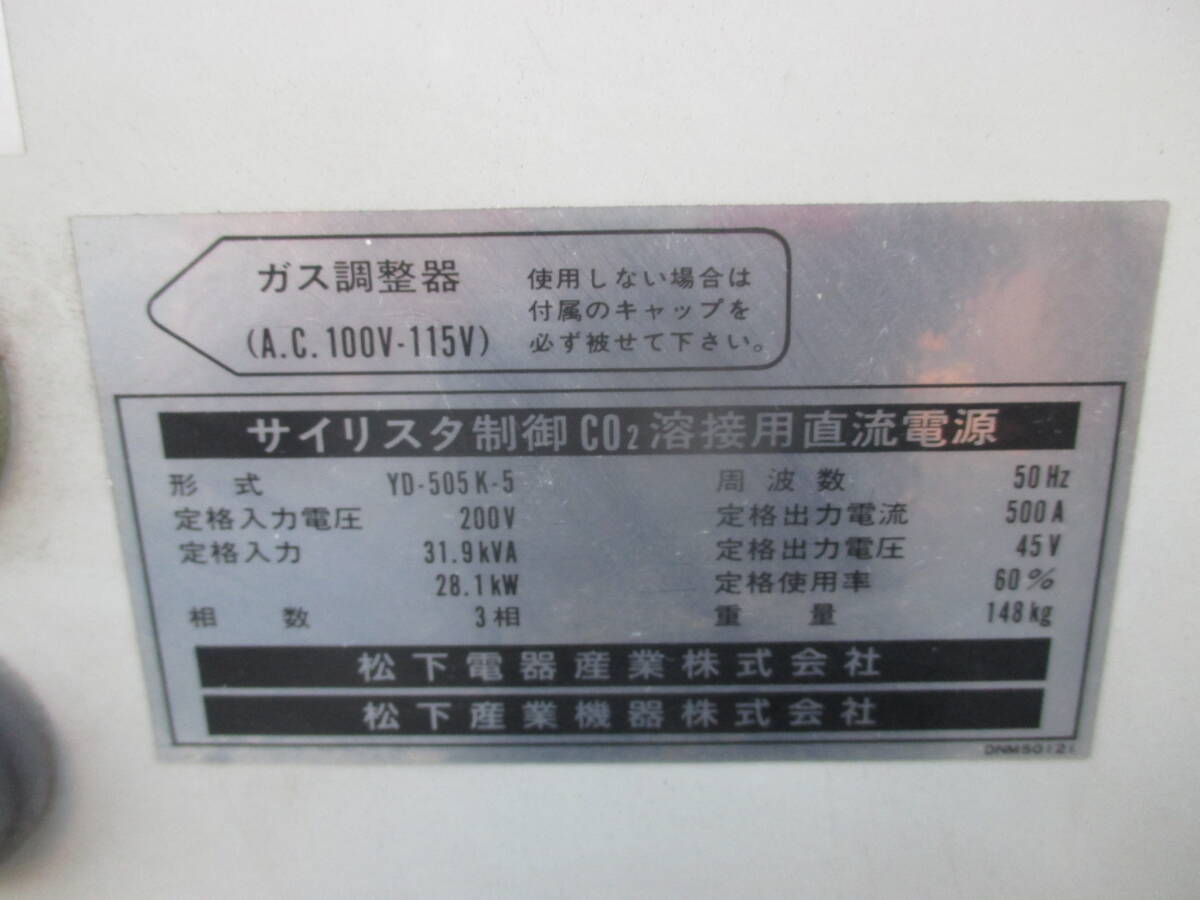 ガス調整器
(A.C. 100V-115V)
使用しない場合は
付属のキャップを
必ず被せて下さい。
サイリスタ制御CO₂溶接用直流電源
形式 YD-505K-5
定格入力電圧 200V
定格入力 31.9kVA
28.1kW
相数 3相
周波数 50Hz
定格出力電流 500A
定格出力電圧 45V
定格使用率 60%
重量 148kg
松下電器産業株式会社
松下産業機器株式会社
DNM50121